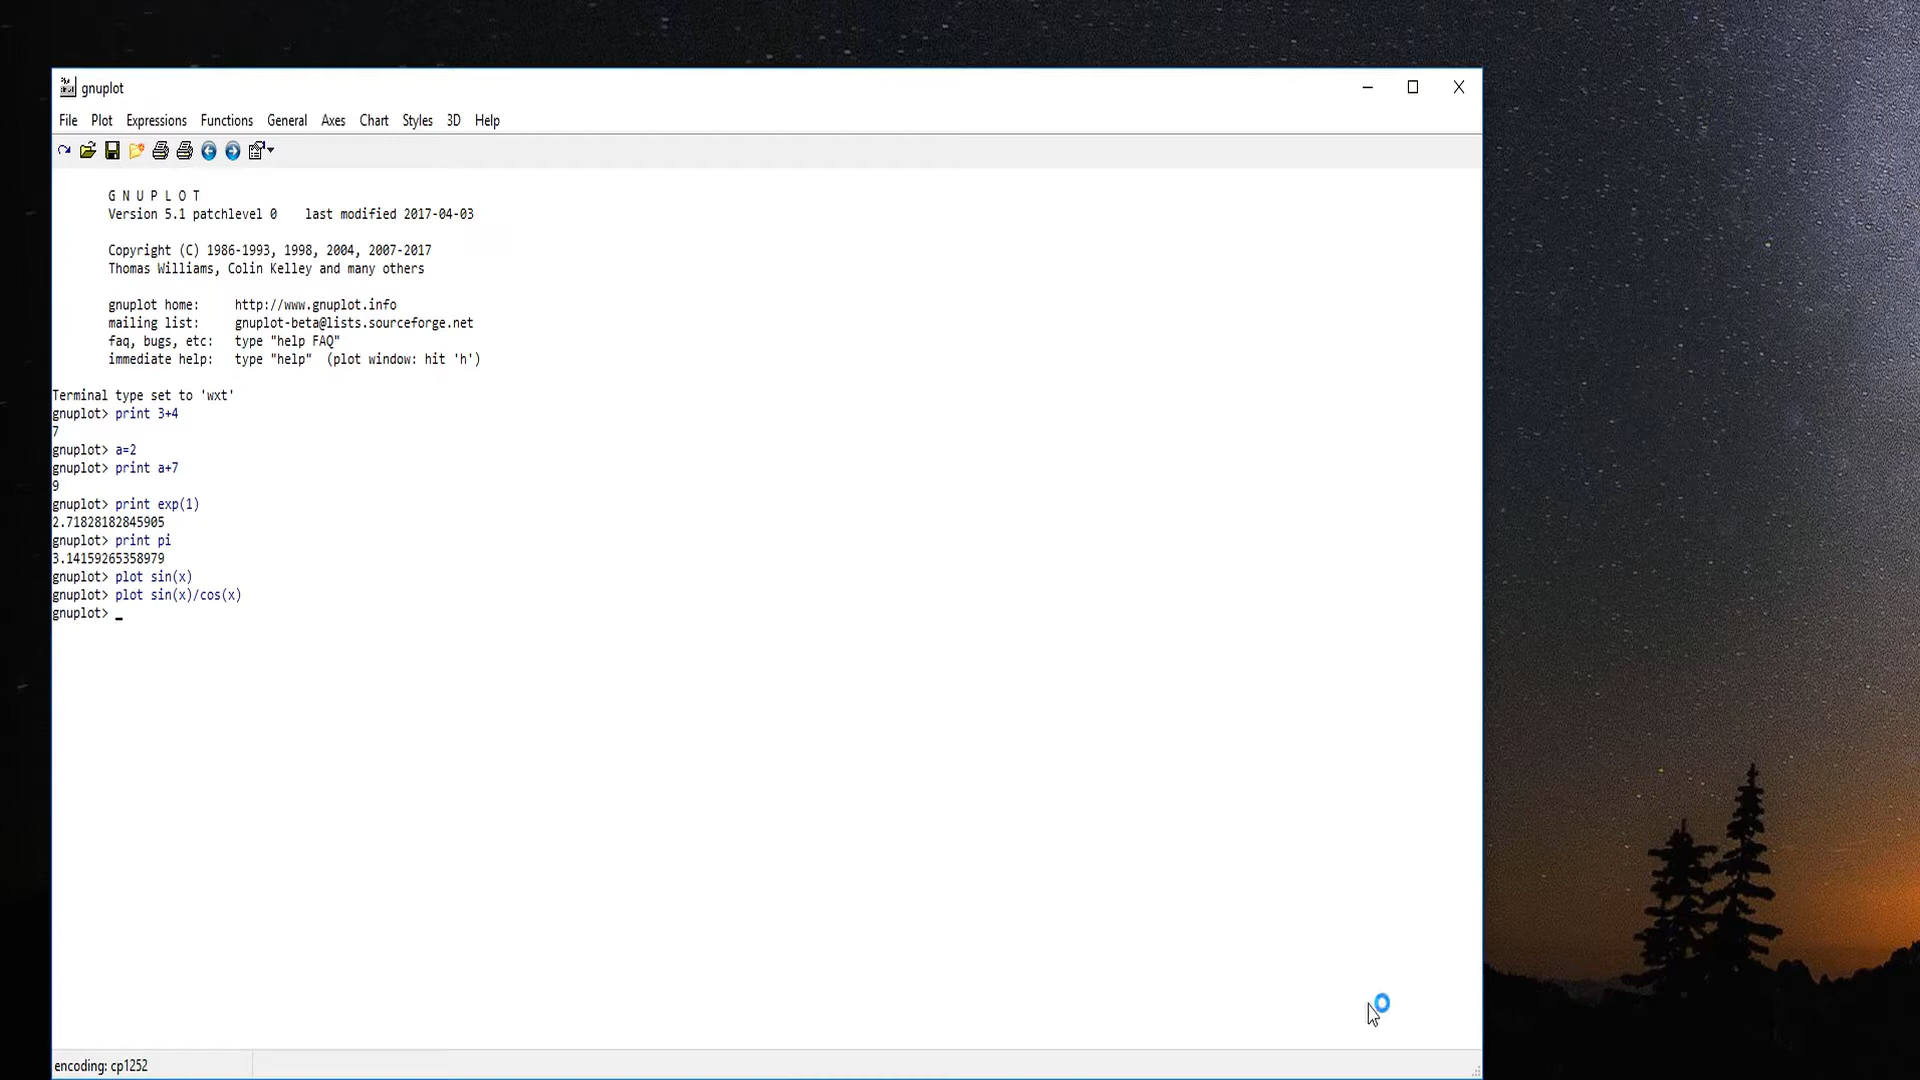 gnuplot
File Plot Expressions Functions General Axes Chart Styles 3D Help
G N U P L O T
Version 5.1 patchlevel 0    last modified 2017-04-03
Copyright (C) 1986-1993, 1998, 2004, 2007-2017
Thomas Williams, Colin Kelley and many others
gnuplot home:     http://www.gnuplot.info
mailing list:     gnuplot-beta@lists.sourceforge.net
faq, bugs, etc:   type "help FAQ"
immediate help:   type "help"  (plot window: hit 'h')
Terminal type set to 'wxt'
gnuplot> print 3+4
7
gnuplot> a=2
gnuplot> print a+7
9
gnuplot> print exp(1)
2.71828182845905
gnuplot> print pi
3.14159265358979
gnuplot> plot sin(x)
gnuplot> plot sin(x)/cos(x)
gnuplot> _
encoding: cp1252